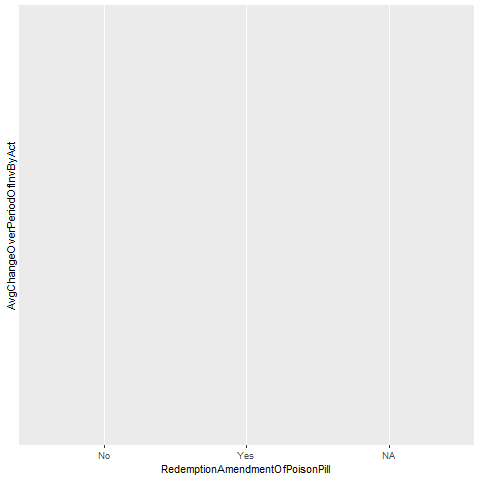 AvgChangeOverPeriodOfInvByAct
No Yes NA
RedemptionAmendmentOfPoisonPill